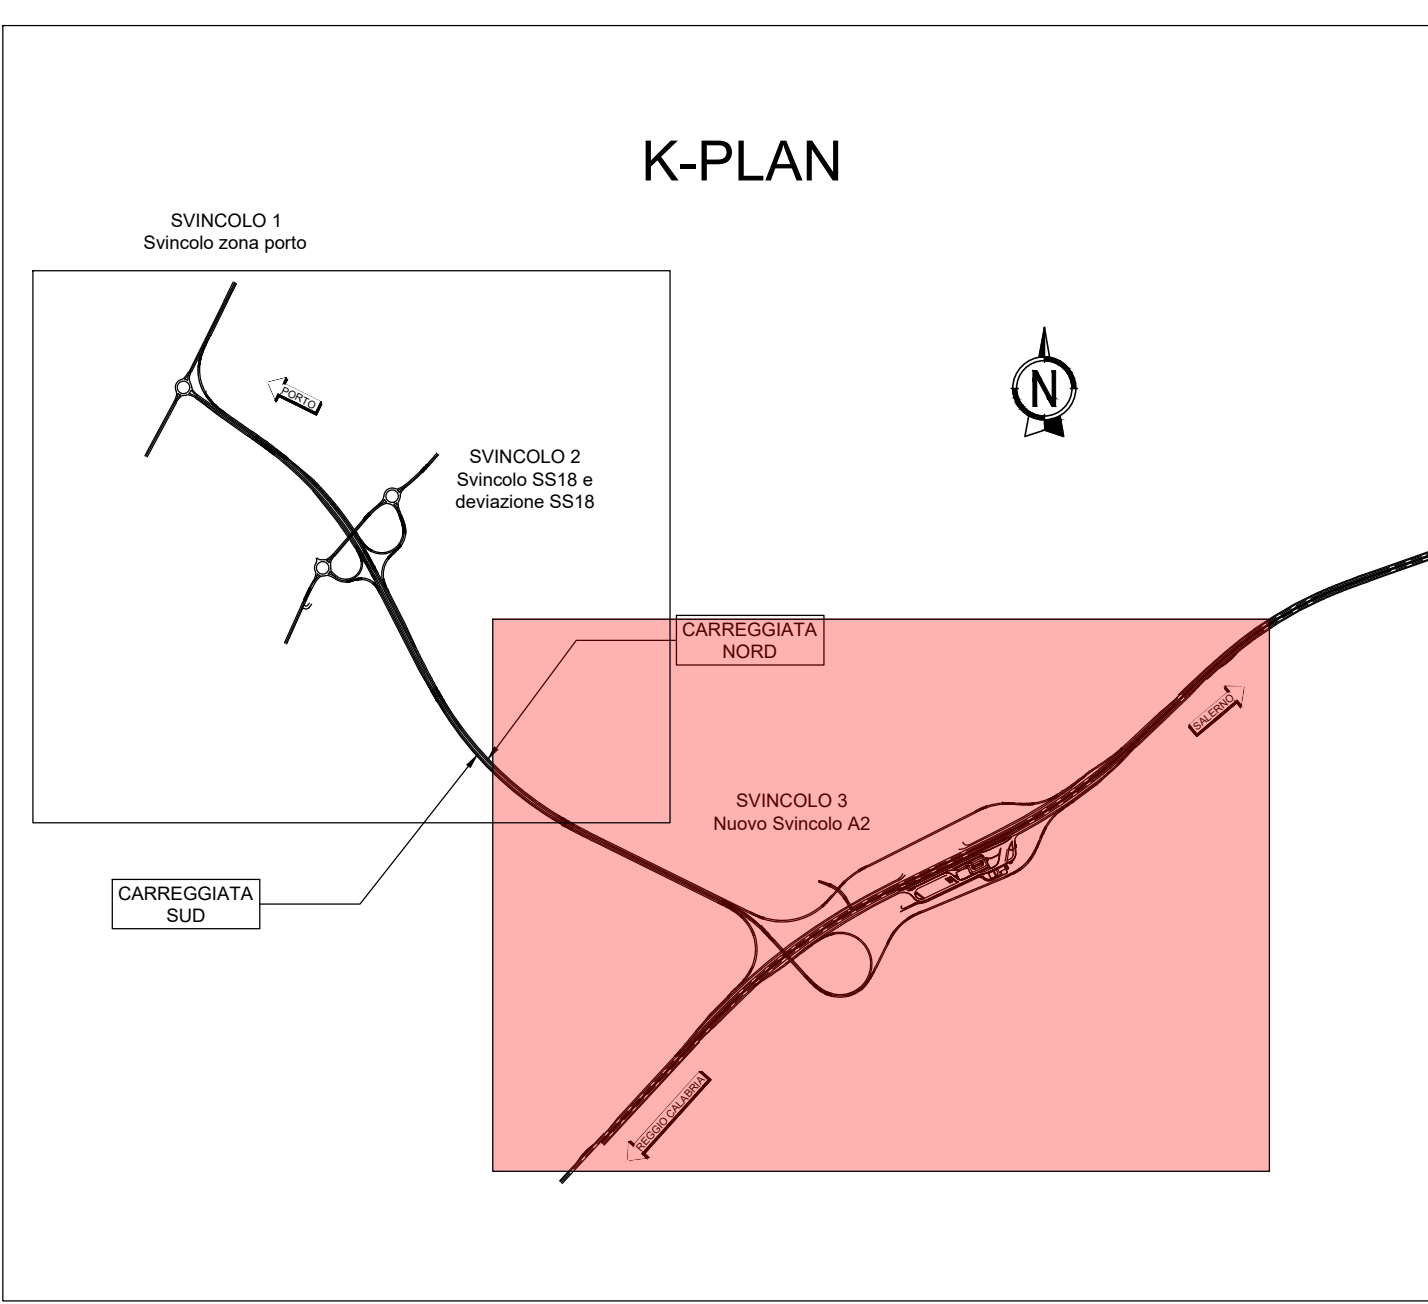 K-PLAN
SVINCOLO 1
Svincolo zona porto
PORTO
N
SVINCOLO 2
Svincolo SS18 e
deviazione SS18
CARREGGIATA
NORD
SALERNO
SVINCOLO 3
Nuovo Svincolo A2
CARREGGIATA
SUD
REGGIO CALABRIA